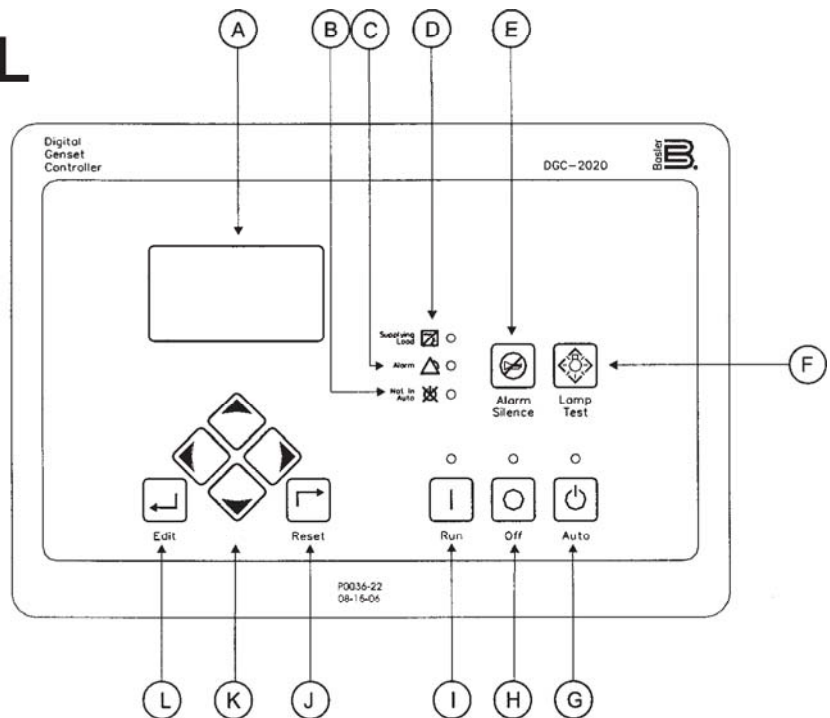 A B C D E
L
Digital
Genset
Controller
DGC-2020
Basler
B.
Supplying
Load
Alarm
Not in
Auto
F
Alarm
Silence
Lamp
Test
Edit
Reset
Run
Off
Auto
P0036-22
08-15-06
L K J I H G